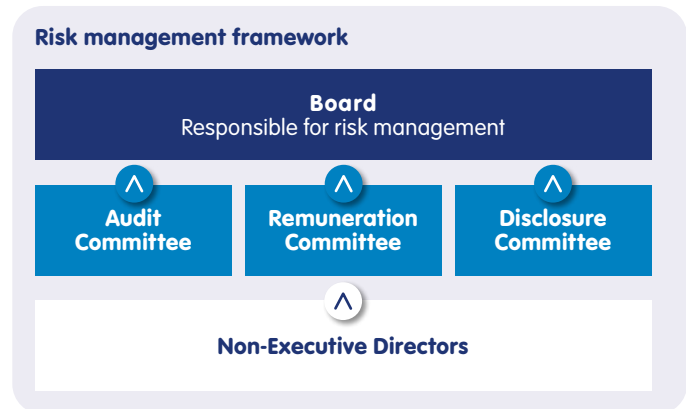 Risk management framework
Board
Responsible for risk management
Audit
Committee
Remuneration
Committee
Disclosure
Committee
Non-Executive Directors